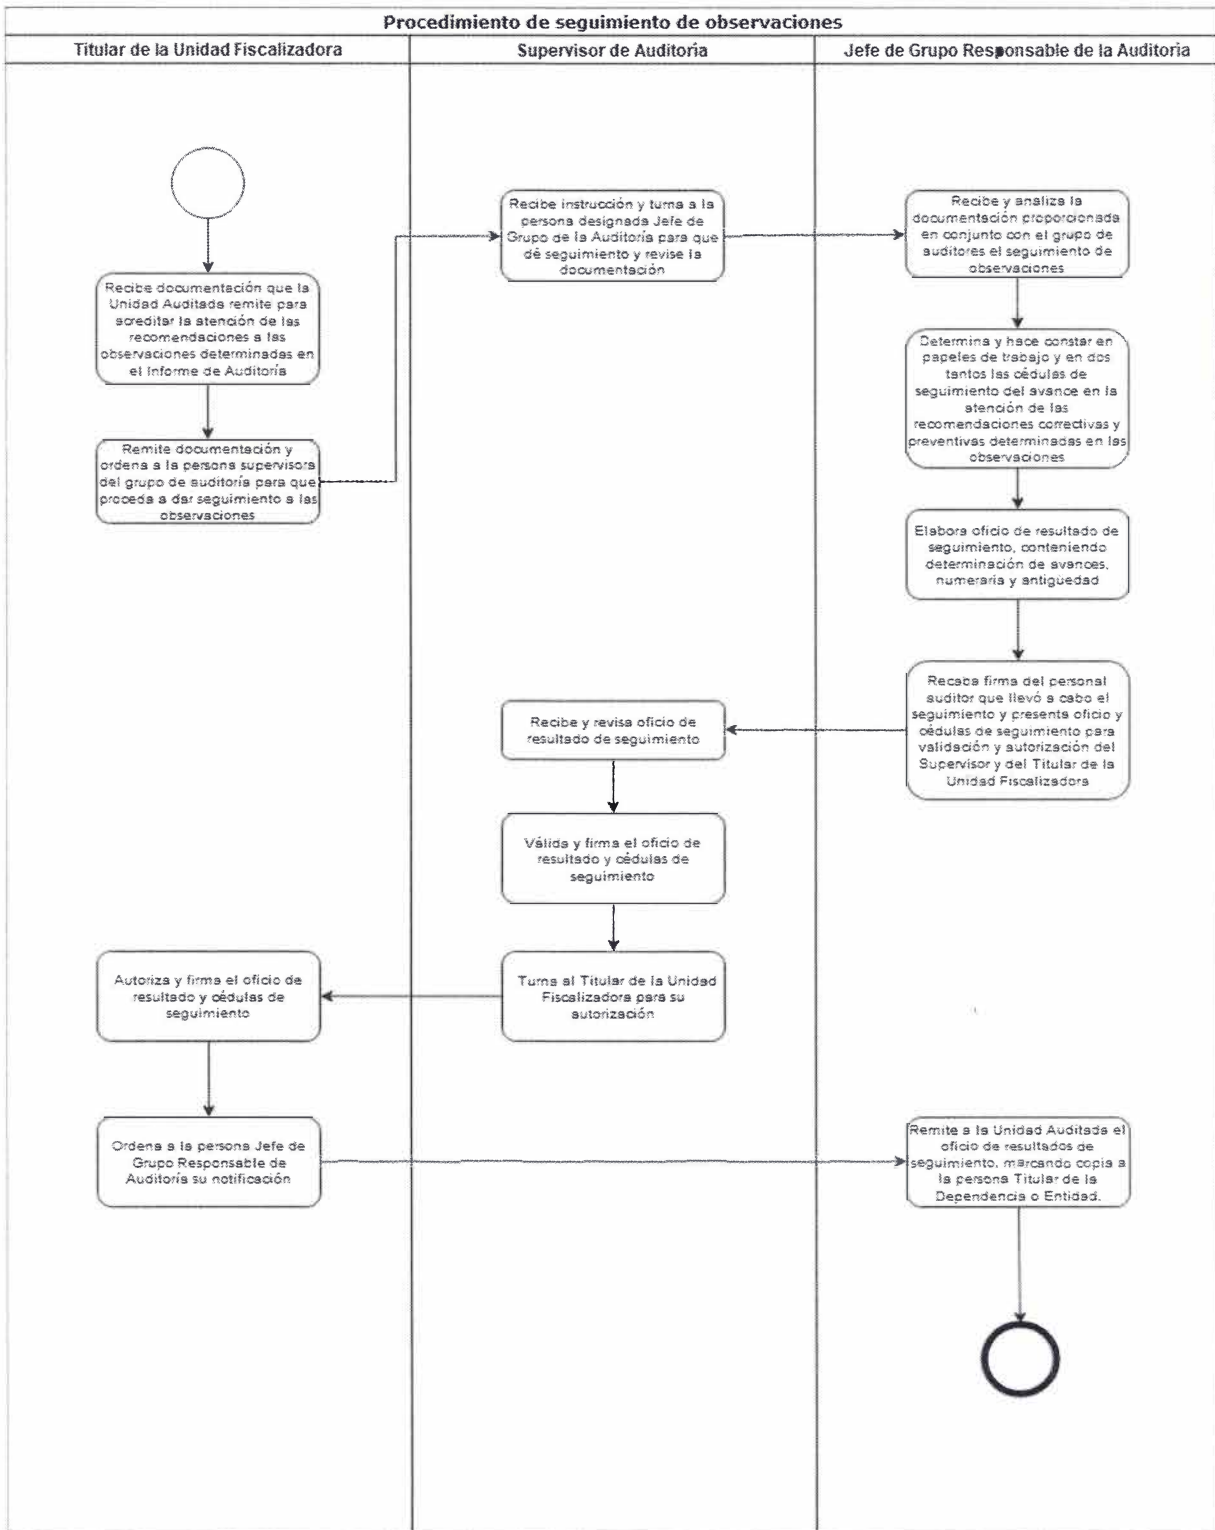 Procedimiento de seguimiento de observaciones
Titular de la Unidad Fiscalizadora
Supervisor de Auditoría
Jefe de Grupo Responsable de la Auditoria
Recibe documentación que la
Unidad Auditada remite para
acreditar la atención de las
recomendaciones a las
observaciones determinadas en
el Informe de Auditoría
Remite documentación y
ordena a la persona supervisora
del grupo de auditoría para que
proceda a dar seguimiento a las
observaciones
Recibe instrucción y turna a la
persona designada Jefe de
Grupo de la Auditoría para que
dé seguimiento y revise la
documentación
Recibe y analiza la
documentación proporcionada
en conjunto con el grupo de
auditores el seguimiento de
observaciones
Determina y hace constar en
papeles de trabajo y en dos
tantos las cédulas de
seguimiento del avance en la
atención de las
recomendaciones correctivas y
preventivas determinadas en las
observaciones
Elabora oficio de resultado de
seguimiento, conteniendo
determinación de avances,
numeraria y antigüedad
Recaba firma del personal
auditor que llevó a cabo el
seguimiento y presenta oficio y
cédulas de seguimiento para
validación y autorización del
Supervisor y del Titular de la
Unidad Fiscalizadora
Recibe y revisa oficio de
resultado de seguimiento
Válida y firma el oficio de
resultado y cédulas de
seguimiento
Turna al Titular de la Unidad
Fiscalizadora para su
autorización
Autoriza y firma el oficio de
resultado y cédulas de
seguimiento
Ordena a la persona Jefe de
Grupo Responsable de
Auditoría su notificación
Remite a la Unidad Auditada el
oficio de resultados de
seguimiento, marcando copia a
la persona Titular de la
Dependencia o Entidad.